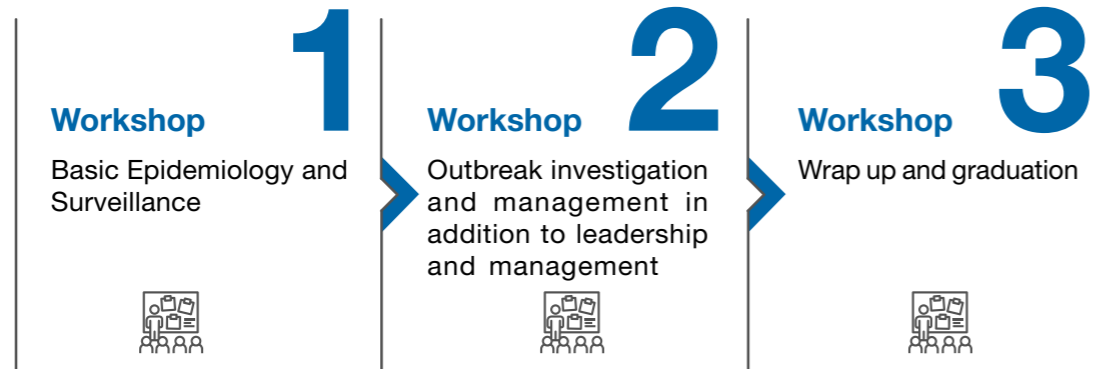 1
Workshop
Basic Epidemiology and
Surveillance
2
Workshop
Outbreak investigation
and management in
addition to leadership
and management
3
Workshop
Wrap up and graduation